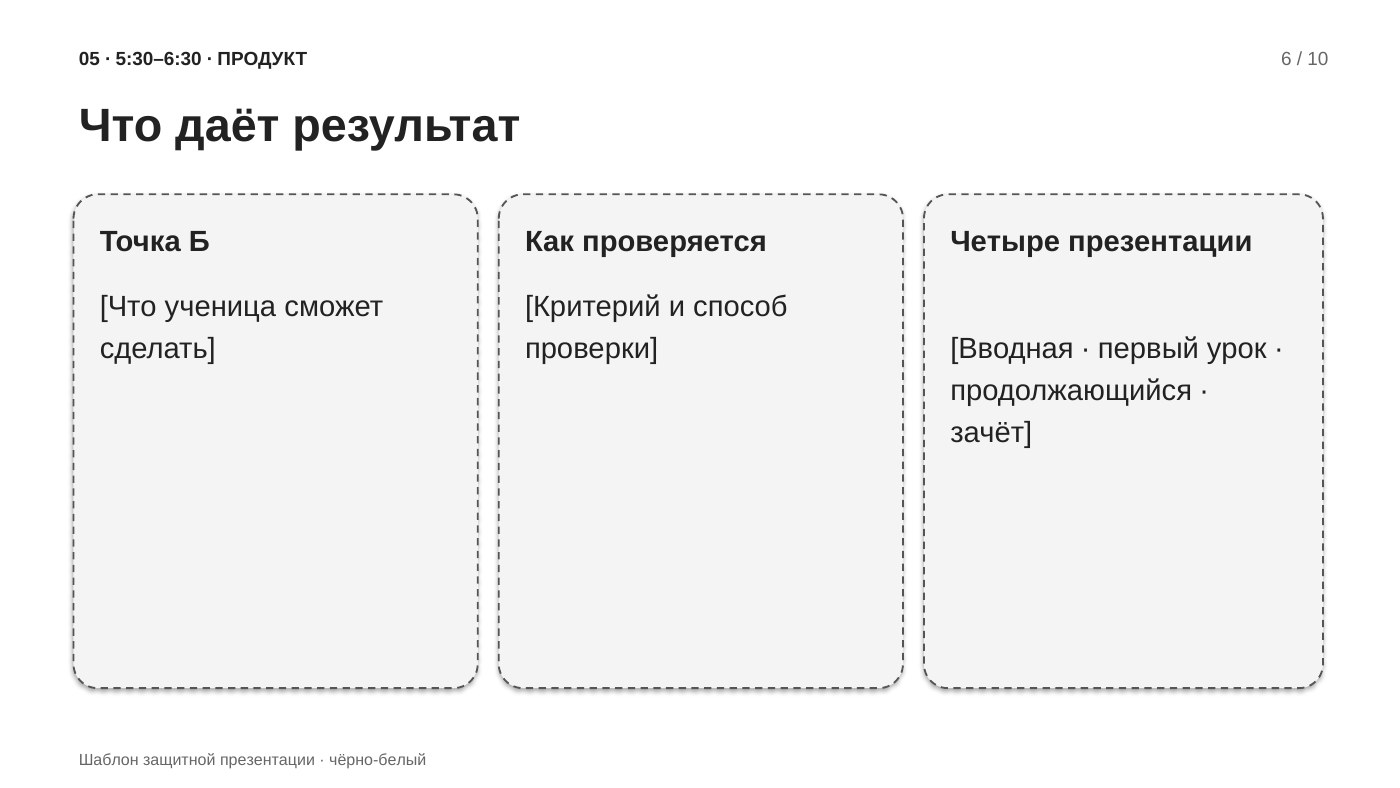 05 · 5:30–6:30 · ПРОДУКТ
6 / 10
Что даёт результат
Точка Б
[Что ученица сможет
сделать]
Как проверяется
[Критерий и способ
проверки]
Четыре презентации
[Вводная · первый урок ·
продолжающийся ·
зачёт]
Шаблон защитной презентации · чёрно-белый